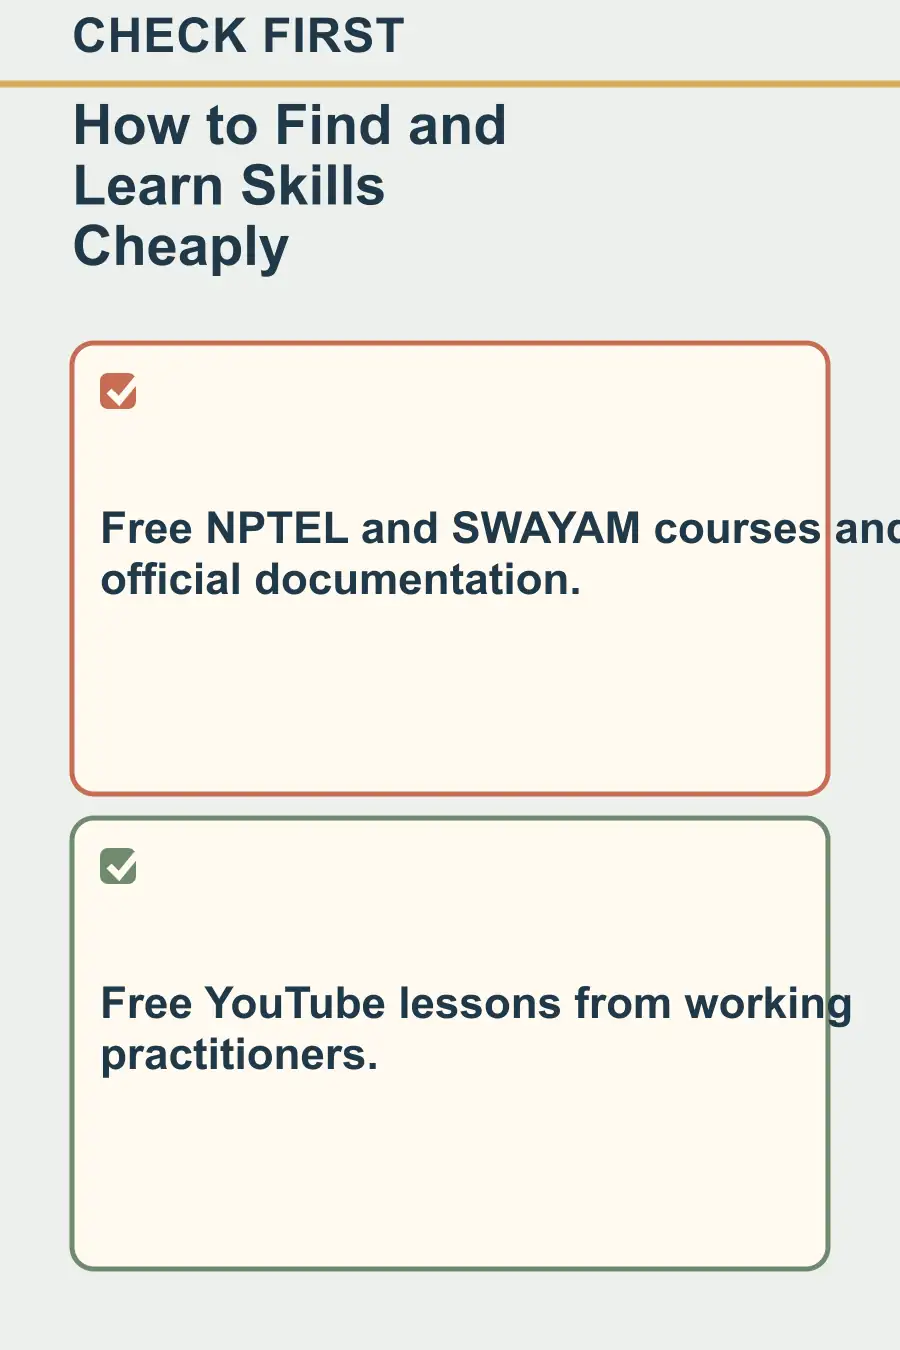 CHECK FIRST
How to Find and
Learn Skills
Cheaply
Free NPTEL and SWAYAM courses and
official documentation.
Free YouTube lessons from working
practitioners.